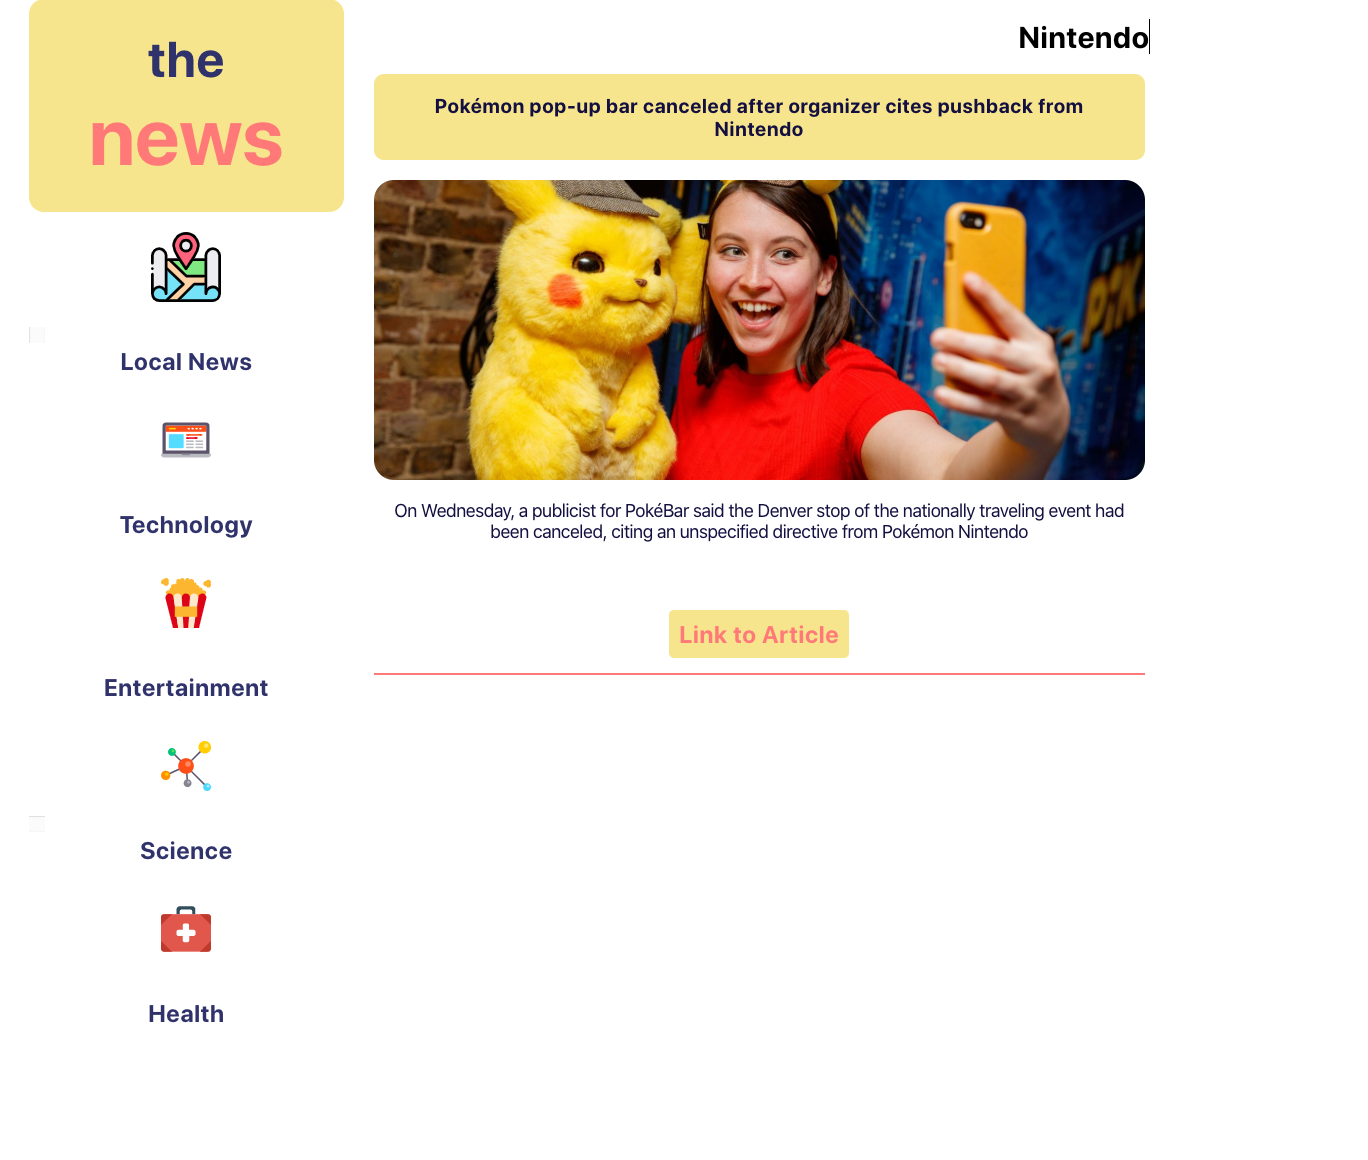 the
news
Nintendo
Pokémon pop-up bar canceled after organizer cites pushback from
Nintendo
On Wednesday, a publicist for PokéBar said the Denver stop of the nationally traveling event had
been canceled, citing an unspecified directive from Pokémon Nintendo
Link to Article
Local News
Technology
Entertainment
Science
Health